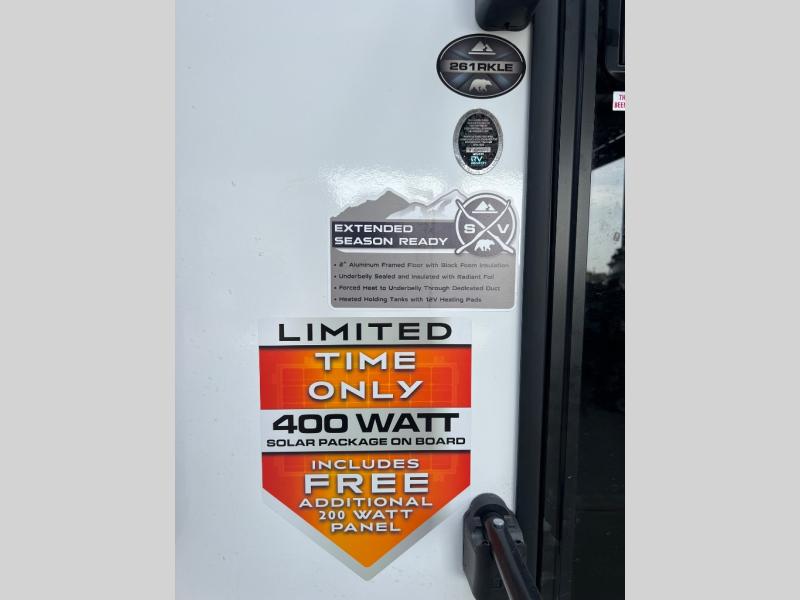 261RKLE
RV
EXTENDED
SEASON READY
S V
• 2" Aluminum Framed Floor with Block Foam Insulation
• Underbelly Sealed and Insulated with Radiant Foil
• Forced Heat to Underbelly Through Dedicated Duct
• Heated Holding Tanks with 12V Heating Pads
LIMITED
TIME
ONLY
400 WATT
SOLAR PACKAGE ON BOARD
INCLUDES
FREE
ADDITIONAL
200 WATT
PANEL